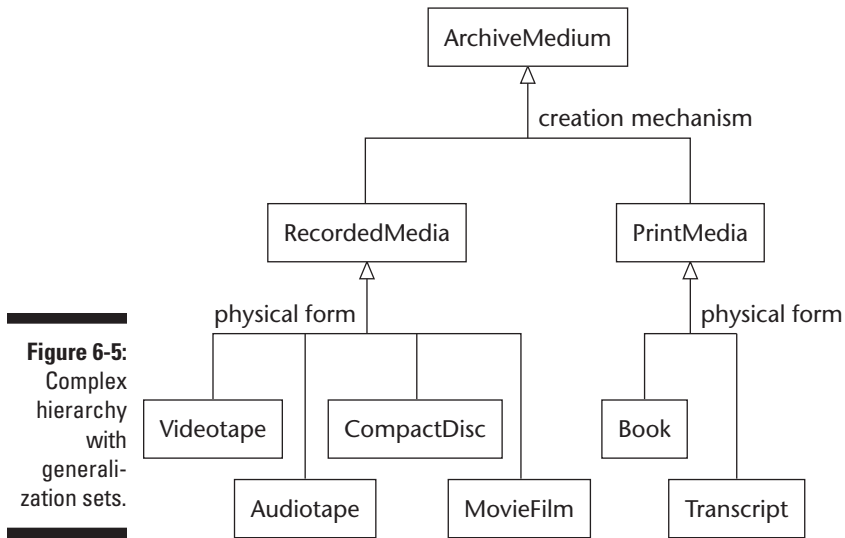 ArchiveMedium
creation mechanism
RecordedMedia
PrintMedia
physical form
physical form
Videotape
CompactDisc
Book
Audiotape
MovieFilm
Transcript
Figure 6-5:
Complex
hierarchy
with
generali-
zation sets.